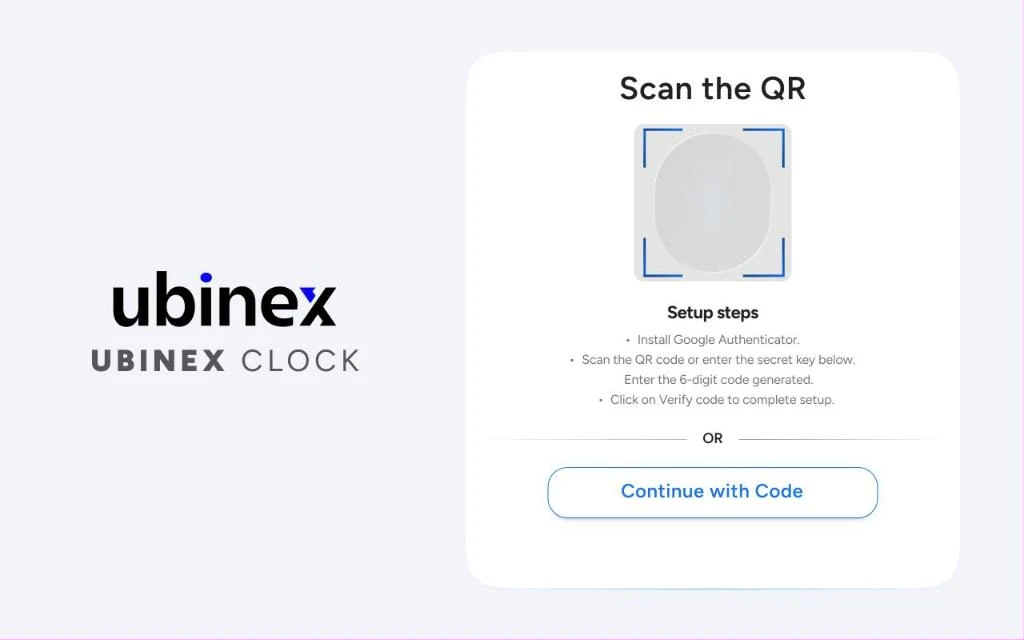 ubinex
UBINEX CLOCK
Scan the QR
Setup steps
• Install Google Authenticator.
• Scan the QR code or enter the secret key below.
Enter the 6-digit code generated.
• Click on Verify code to complete setup.
OR
Continue with Code